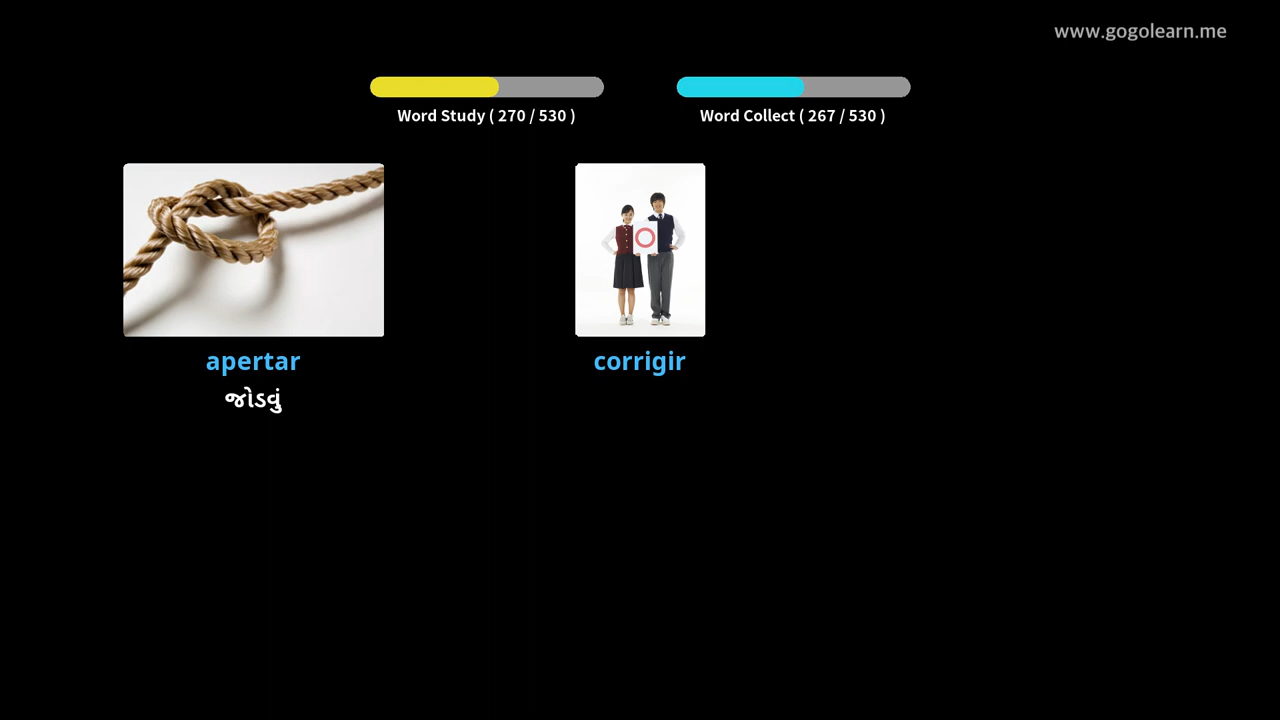 www.gogolearn.me
Word Study ( 270 / 530 )
Word Collect ( 267 / 530 )
apertar
જોડવું
corrigir